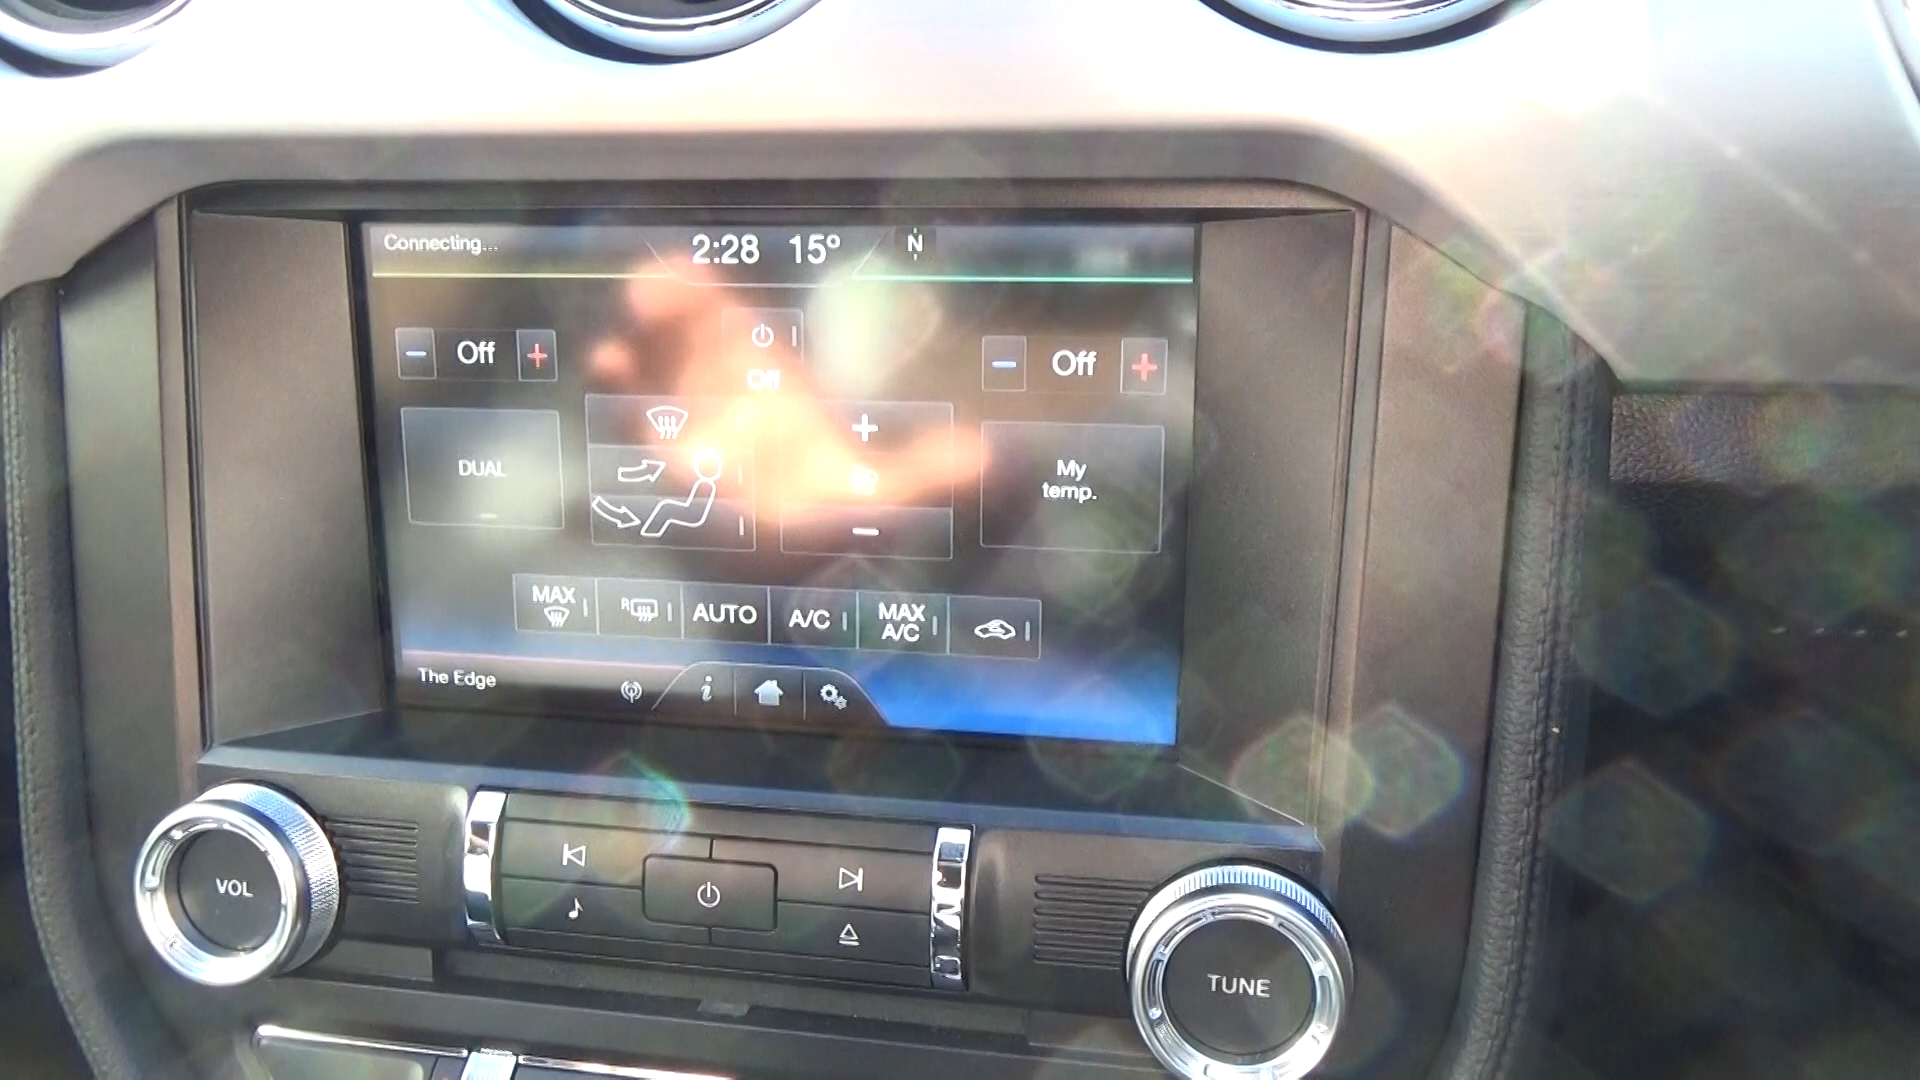 Connecting...
2:28
15°
N
Off
Off
Off
DUAL
My
temp.
MAX
R
AUTO
A/C
MAX
A/C
The Edge
i
VOL
TUNE